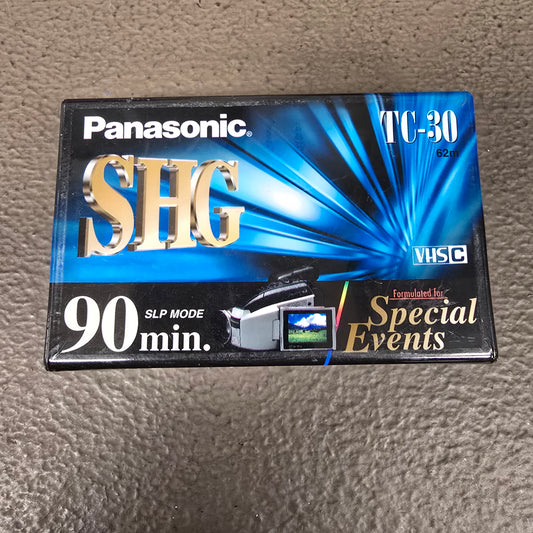 Panasonic®
TC-30
62m
SHG
VHS C
90 min.
SLP MODE
Formulated for
Special
Events